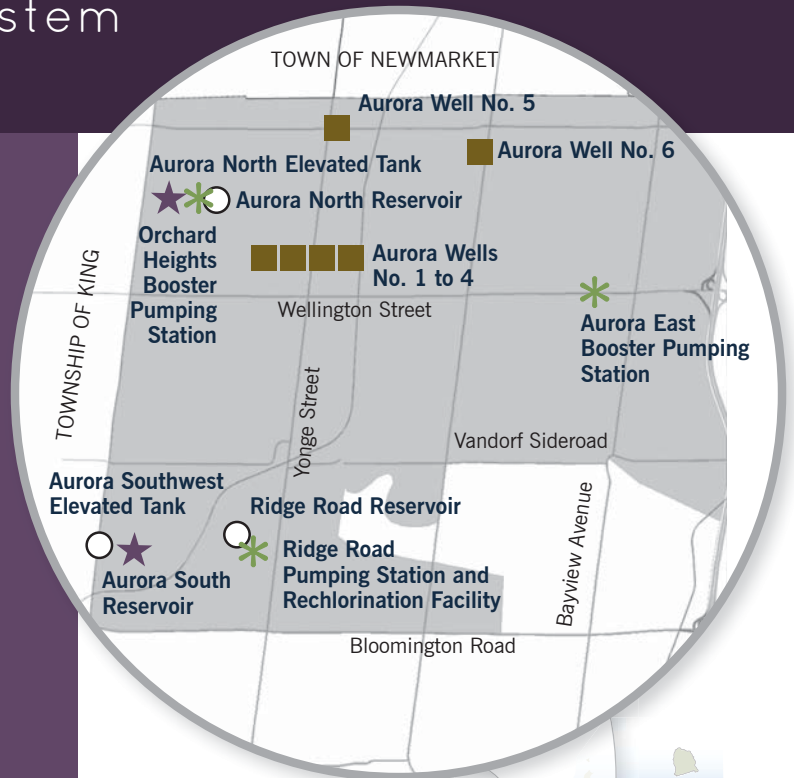 stem
TOWN OF NEWMARKET
Aurora Well No. 5
Aurora Well No. 6
Aurora North Elevated Tank
Aurora North Reservoir
Orchard
Heights
Booster
Pumping
Station
Aurora Wells
No. 1 to 4
TOWNSHIP OF KING
Wellington Street
Aurora East
Booster Pumping
Station
Yonge Street
Vandorf Sideroad
Aurora Southwest
Elevated Tank
Ridge Road Reservoir
Bayview Avenue
Ridge Road
Pumping Station and
Rechlorination Facility
Aurora South
Reservoir
Bloomington Road